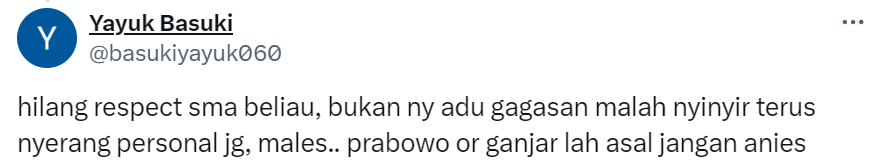 Y
Yayuk Basuki
@basukiyayuk060
hilang respect sma beliau, bukan ny adu gagasan malah nyinyir terus
nyerang personal jg, males.. prabowo or ganjar lah asal jangan anies